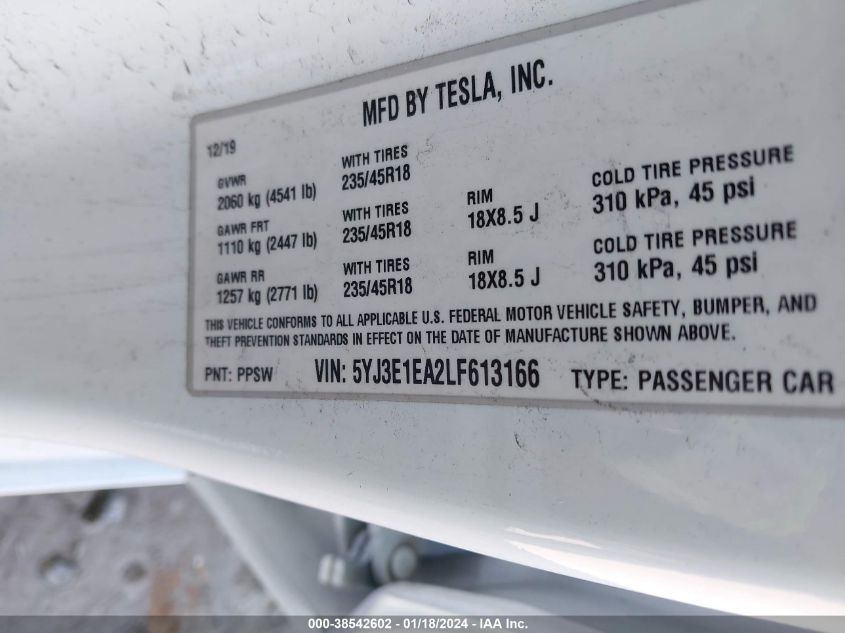 MFD BY TESLA, INC.
12/19
GVWR
2060 kg (4541 lb)
WITH TIRES
235/45R18
GAWR FRT
1110 kg (2447 lb)
WITH TIRES
235/45R18
RIM
18X8.5 J
COLD TIRE PRESSURE
310 kPa, 45 psi
GAWR RR
1257 kg (2771 lb)
WITH TIRES
235/45R18
RIM
18X8.5 J
COLD TIRE PRESSURE
310 kPa, 45 psi
THIS VEHICLE CONFORMS TO ALL APPLICABLE U.S. FEDERAL MOTOR VEHICLE SAFETY, BUMPER, AND
THEFT PREVENTION STANDARDS IN EFFECT ON THE DATE OF MANUFACTURE SHOWN ABOVE.
PNT: PPSW VIN: 5YJ3E1EA2LF613166 TYPE: PASSENGER CAR
000-38542602 - 01/18/2024 - IAA Inc.